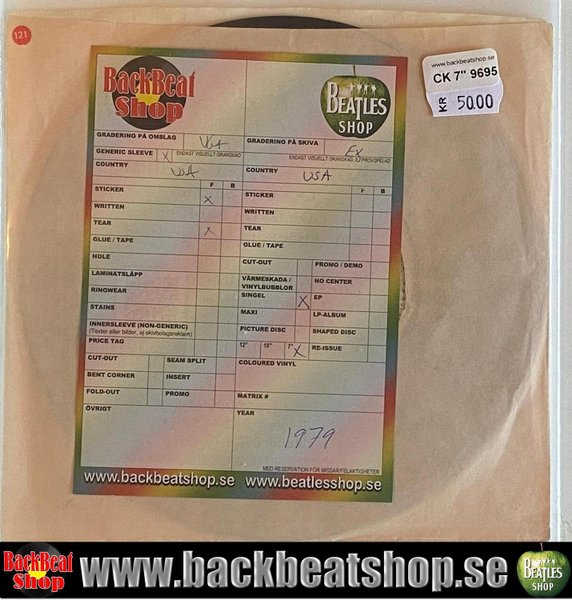 121
www.backbeatshop.se
CK 7" 9695
KR 50.00
BackBeat
Shop
BEATLES
SHOP
GRADERING PÅ OMSLAG VG+
GRADERING PÅ SKIVA Ex
GENERIC SLEEVE X ENDAST VISUELLT GRANSKAD
ENDAST VISUELLT GRANSKAD, EJ PROVSPELAD
COUNTRY USA
COUNTRY USA
F B
F B
STICKER X
STICKER
WRITTEN
WRITTEN
TEAR x
TEAR
GLUE / TAPE
GLUE / TAPE
HOLE
CUT-OUT
PROMO / DEMO
LAMINATSLÄPP
VÄRMESKADA /
VINYLBUBBLOR
NO CENTER
RINGWEAR
SINGEL X
EP
STAINS
MAXI
LP-ALBUM
INNERSLEEVE (NON-GENERIC)
(Texter eller bilder, ej skivbolagsreklam)
PICTURE DISC
SHAPED DISC
PRICE TAG
12" 10" 7" X
RE-ISSUE
CUT-OUT
SEAM SPLIT
COLOURED VINYL
BENT CORNER
INSERT
FOLD-OUT
PROMO
MATRIX #
ÖVRIGT
YEAR
1979
MED RESERVATION FÖR MISSAR/FELAKTIGHETER
www.backbeatshop.se www.beatlesshop.se
BackBeat
Shop
www.backbeatshop.se
BEATLES
SHOP